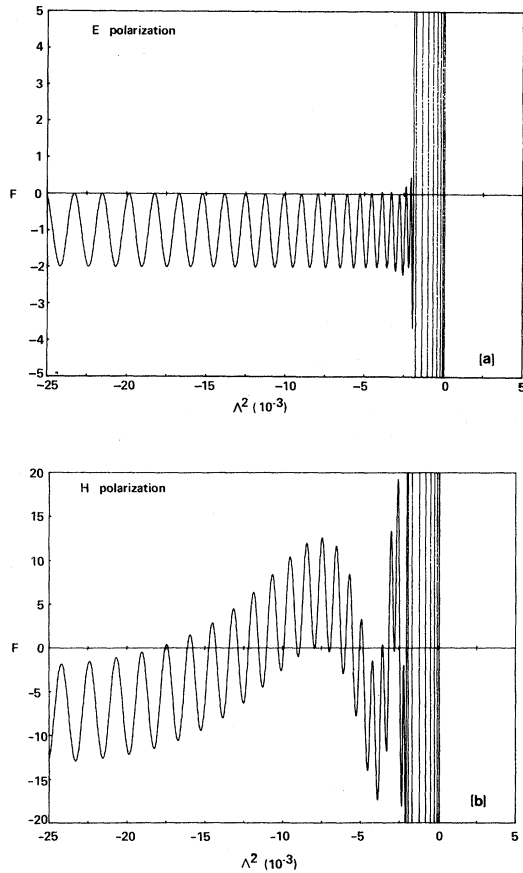 E polarization
5
4
3
2
1
F 0
−1
−2
−3
−4
−5
[a]
−25 −20 −15 −10 −5 0 5
Λ² (10⁻³)
H polarization
20
15
10
5
F 0
−5
−10
−15
−20
[b]
−25 −20 −15 −10 −5 0 5
Λ² (10⁻³)